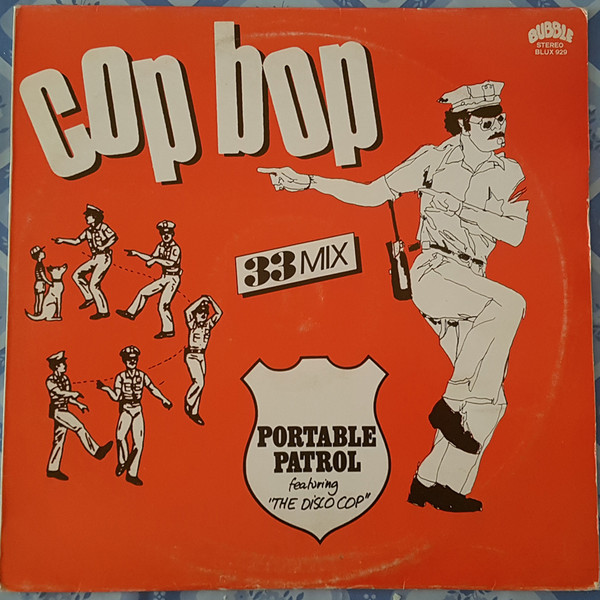 cop bop
BUBBLE
STEREO
BLUX 929
33 MIX
PORTABLE
PATROL
featuring
"THE DISCO COP"